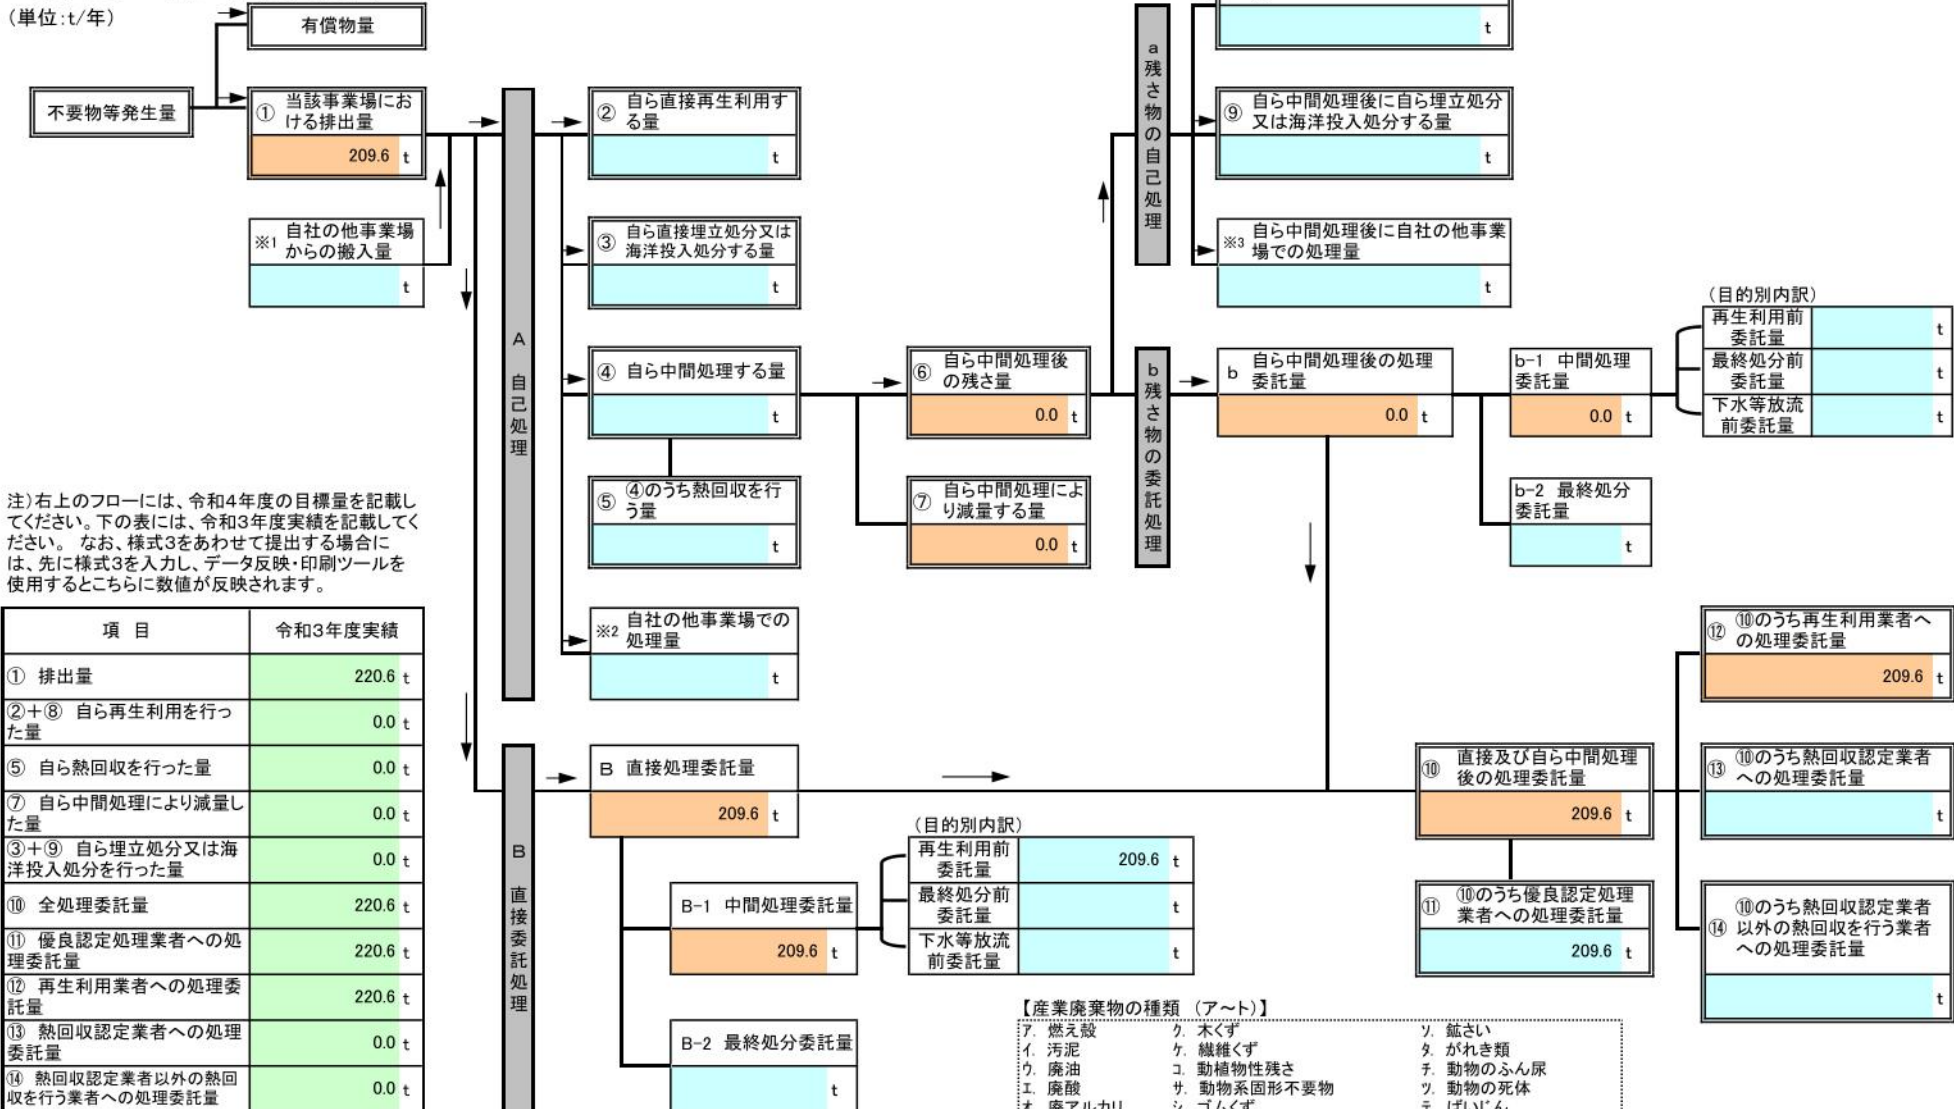 (単位:t/年)
有償物量
不要物等発生量
① 当該事業場にお
ける排出量
209.6 t
※1 自社の他事業場
からの搬入量
t
A 自己処理
② 自ら直接再生利用す
る量
t
③ 自ら直接埋立処分又は
海洋投入処分する量
t
④ 自ら中間処理する量
t
⑤ ④のうち熱回収を行
う量
t
※2 自社の他事業場での
処理量
t
⑥ 自ら中間処理後
の残さ量
0.0 t
⑦ 自ら中間処理によ
り減量する量
0.0 t
a 残さ物の自己処理
t
⑨ 自ら中間処理後に自ら埋立処分
又は海洋投入処分する量
t
※3 自ら中間処理後に自社の他事業
場での処理量
t
b 残さ物の委託処理
b 自ら中間処理後の処理
委託量
0.0 t
b-1 中間処理
委託量
0.0 t
(目的別内訳)
再生利用前
委託量
t
最終処分前
委託量
t
下水等放流
前委託量
t
b-2 最終処分
委託量
t
注)右上のフローには、令和4年度の目標量を記載し
てください。下の表には、令和3年度実績を記載してく
ださい。 なお、様式3をあわせて提出する場合に
は、先に様式3を入力し、データ反映・印刷ツールを
使用するとこちらに数値が反映されます。
項 目 令和3年度実績
① 排出量 220.6 t
②+⑧ 自ら再生利用を行っ
た量 0.0 t
⑤ 自ら熱回収を行った量 0.0 t
⑦ 自ら中間処理により減量し
た量 0.0 t
③+⑨ 自ら埋立処分又は海
洋投入処分を行った量 0.0 t
⑩ 全処理委託量 220.6 t
⑪ 優良認定処理業者への処
理委託量 220.6 t
⑫ 再生利用業者への処理委
託量 220.6 t
⑬ 熱回収認定業者への処理
委託量 0.0 t
⑭ 熱回収認定業者以外の熱回
収を行う業者への処理委託量 0.0 t
B 直接委託処理
B 直接処理委託量
209.6 t
B-1 中間処理委託量
209.6 t
(目的別内訳)
再生利用前
委託量
209.6 t
最終処分前
委託量
t
下水等放流
前委託量
t
B-2 最終処分委託量
t
⑩ 直接及び自ら中間処理
後の処理委託量
209.6 t
⑪ ⑩のうち優良認定処理
業者への処理委託量
209.6 t
⑫ ⑩のうち再生利用業者へ
の処理委託量
209.6 t
⑬ ⑩のうち熱回収認定業者
への処理委託量
t
⑭ ⑩のうち熱回収認定業者
以外の熱回収を行う業者
への処理委託量
t
【産業廃棄物の種類 (ア~ト)】
ア. 燃え殻 ク. 木くず ソ. 鉱さい
イ. 汚泥 ケ. 繊維くず タ. がれき類
ウ. 廃油 コ. 動植物性残さ チ. 動物のふん尿
エ. 廃酸 サ. 動物系固形不要物 ツ. 動物の死体
オ. 廃アルカリ シ. ゴムくず テ. ばいじん